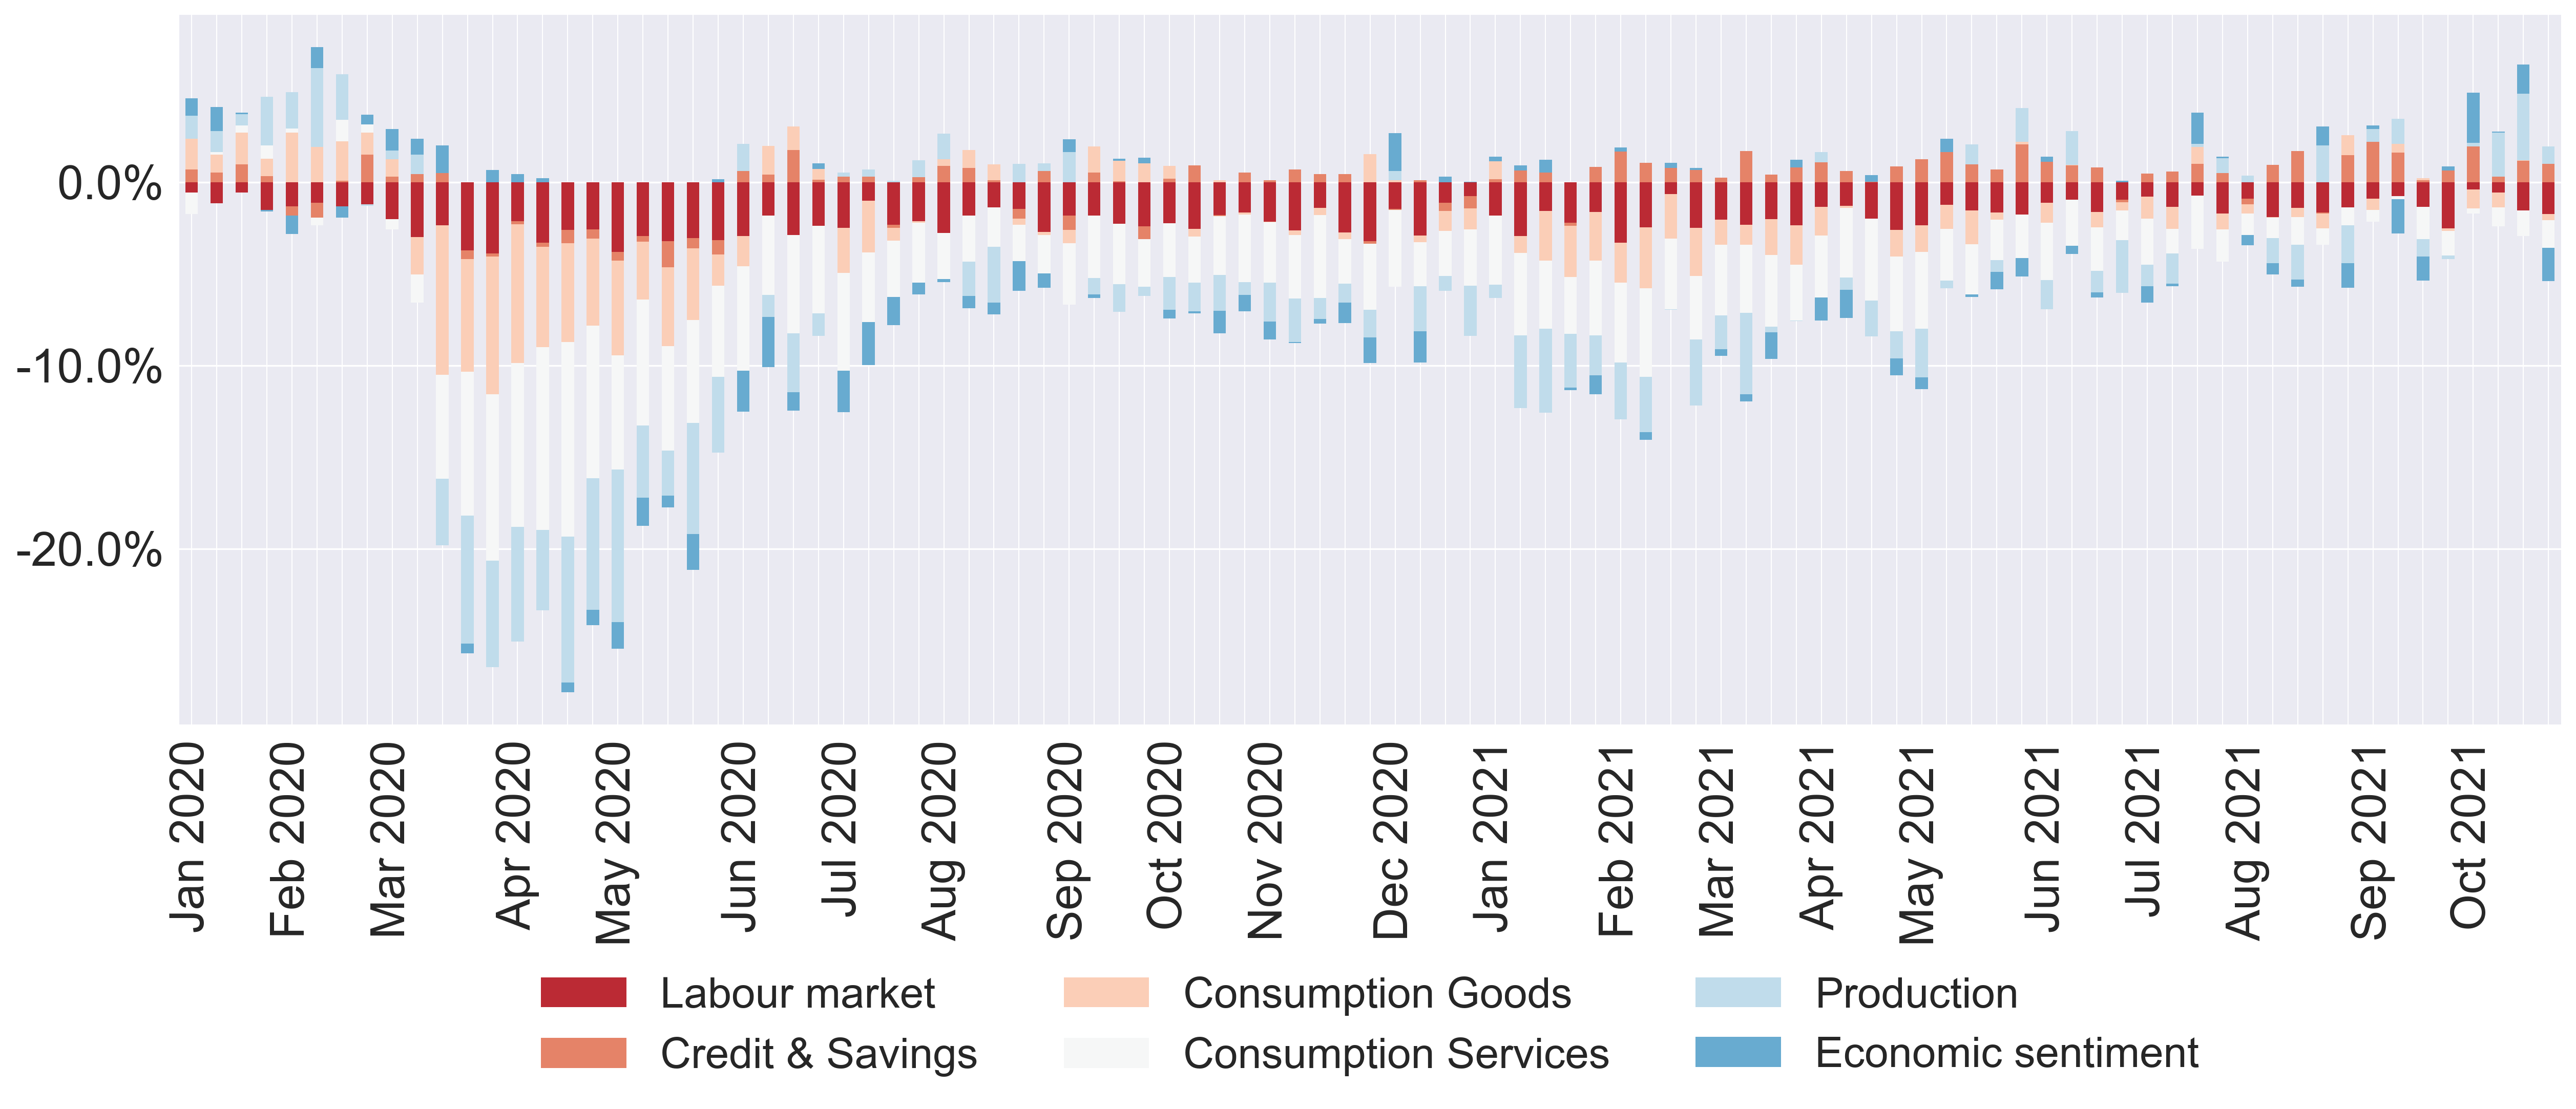 0.0%
-10.0%
-20.0%
Jan 2020
Feb 2020
Mar 2020
Apr 2020
May 2020
Jun 2020
Jul 2020
Aug 2020
Sep 2020
Oct 2020
Nov 2020
Dec 2020
Jan 2021
Feb 2021
Mar 2021
Apr 2021
May 2021
Jun 2021
Jul 2021
Aug 2021
Sep 2021
Oct 2021
Labour market
Consumption Goods
Production
Credit & Savings
Consumption Services
Economic sentiment